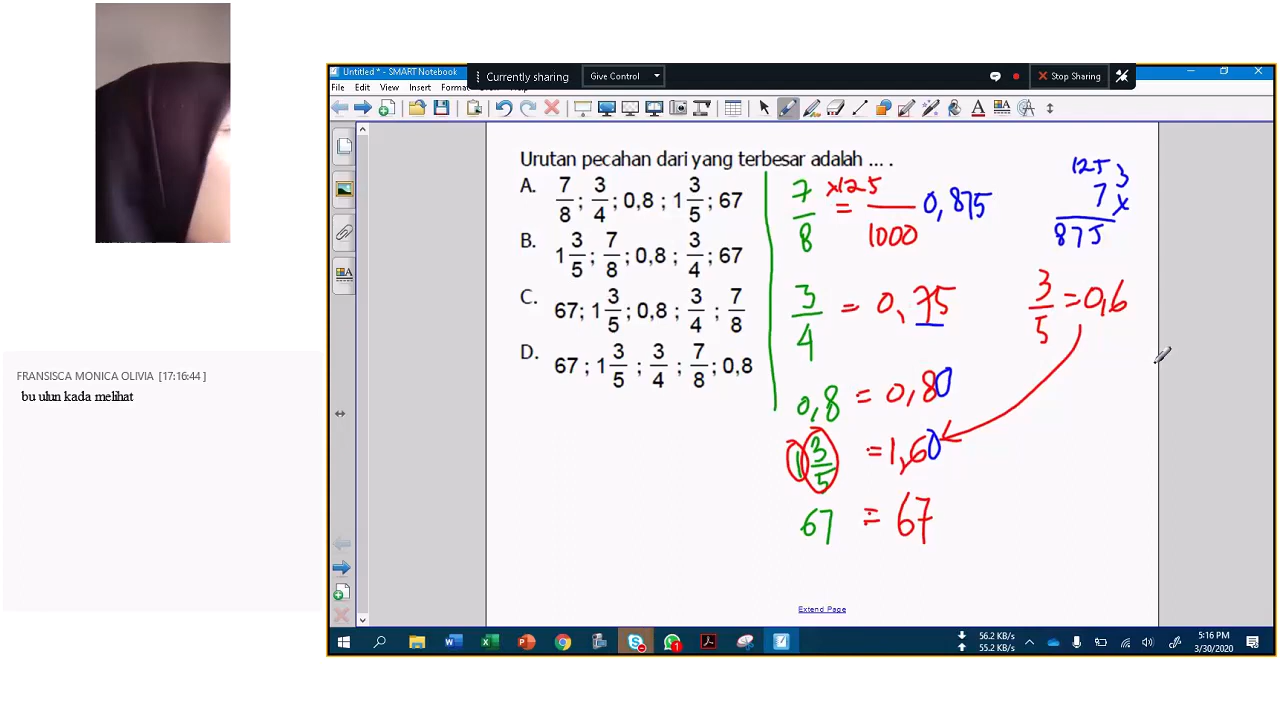 Untitled * - SMART Notebook
Currently sharing
Give Control
Stop Sharing
File Edit View Insert Format
Urutan pecahan dari yang terbesar adalah ... .
A. 7/8 ; 3/4 ; 0,8 ; 1 3/5 ; 67
B. 1 3/5 ; 7/8 ; 0,8 ; 3/4 ; 67
C. 67 ; 1 3/5 ; 0,8 ; 3/4 ; 7/8
D. 67 ; 1 3/5 ; 3/4 ; 7/8 ; 0,8
7/8 x125 = /1000 0,875
3/4 = 0,75
0,8 = 0,80
1 3/5 = 1,60
67 = 67
125 3
7 x
875
3/5 = 0,6
Extend Page
FRANSISCA MONICA OLIVIA [17:16:44 ]
bu ulun kada melihat
56.2 KB/s
55.2 KB/s
5:16 PM
3/30/2020